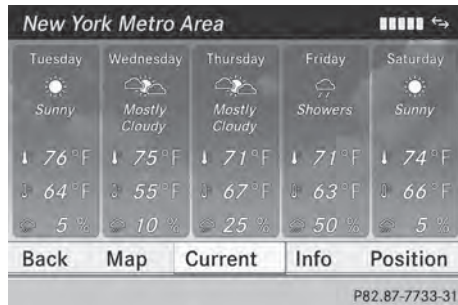 New York Metro Area
Tuesday Wednesday Thursday Friday Saturday
Sunny Mostly Cloudy Mostly Cloudy Showers Sunny
76°F 75°F 71°F 71°F 74°F
64°F 55°F 67°F 63°F 66°F
5 % 10 % 25 % 50 % 5 %
Back Map Current Info Position
P82.87-7733-31